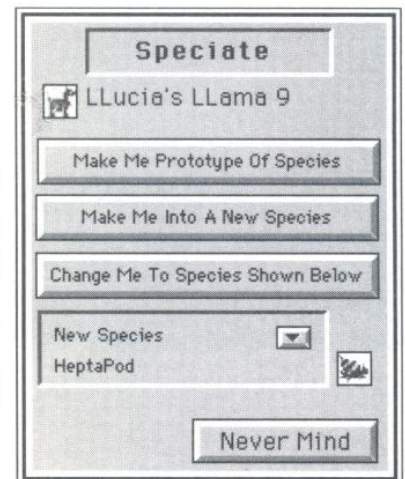 Speciate
LLucia's LLama 9
Make Me Prototype Of Species
Make Me Into A New Species
Change Me To Species Shown Below
New Species
HeptaPod
Never Mind